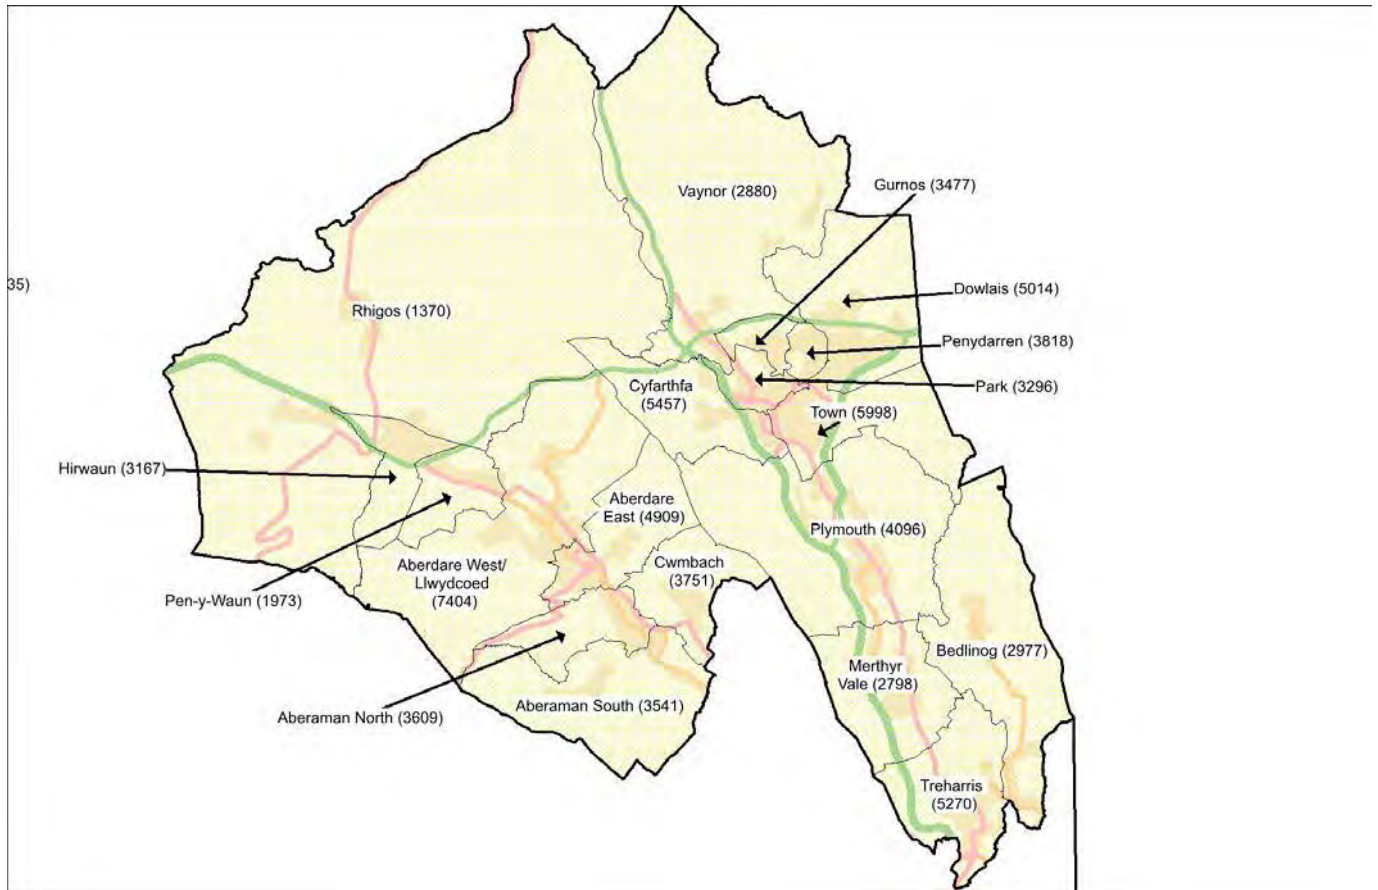 Vaynor (2880)
Gurnos (3477)
35)
Dowlais (5014)
Rhigos (1370)
Penydarren (3818)
Park (3296)
Cyfarthfa
(5457)
Town (5998)
Hirwaun (3167)
Aberdare
East (4909)
Plymouth (4096)
Aberdare West/
Llwydcoed
(7404)
Cwmbach
(3751)
Pen-y-Waun (1973)
Bedlinog (2977)
Merthyr
Vale (2798)
Aberaman South (3541)
Aberaman North (3609)
Treharris
(5270)